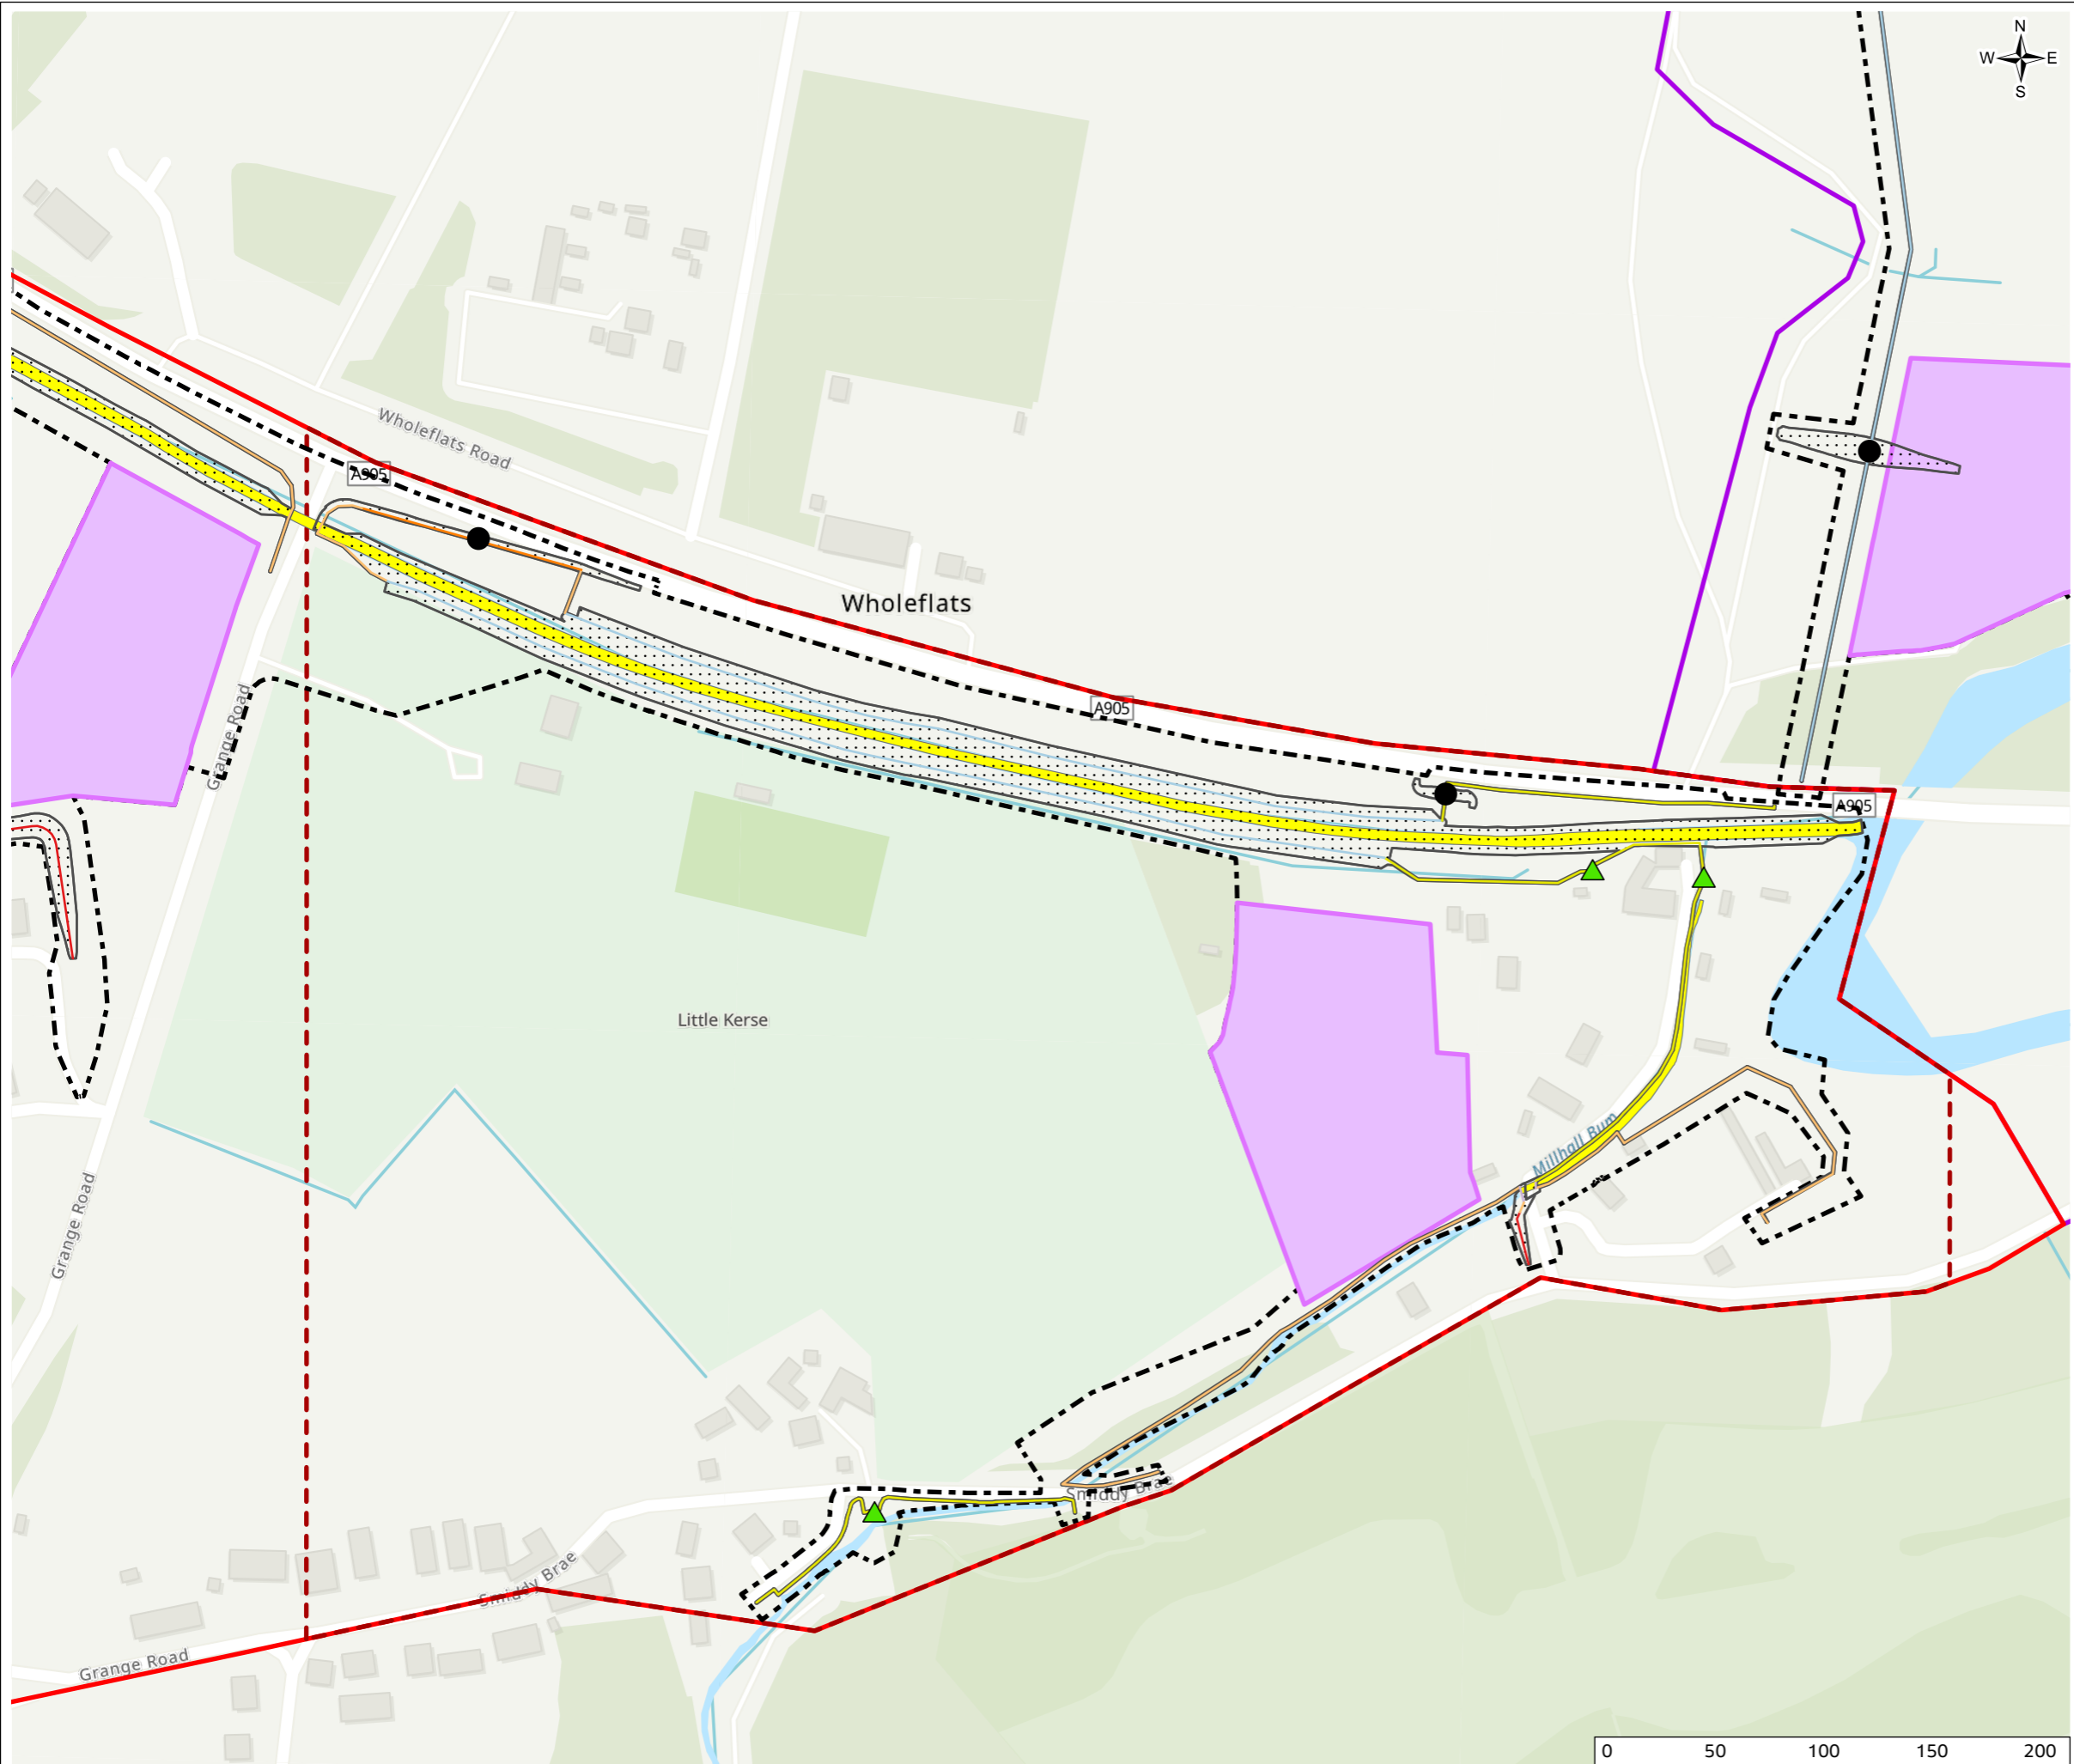 N
W E
S
Wholeflats Road
A905
Wholeflats
A905
A905
Grange Road
Little Kerse
Millhall Burn
Grange Road
Smiddy Brae
Smiddy Brae
Grange Road
0 50 100 150 200